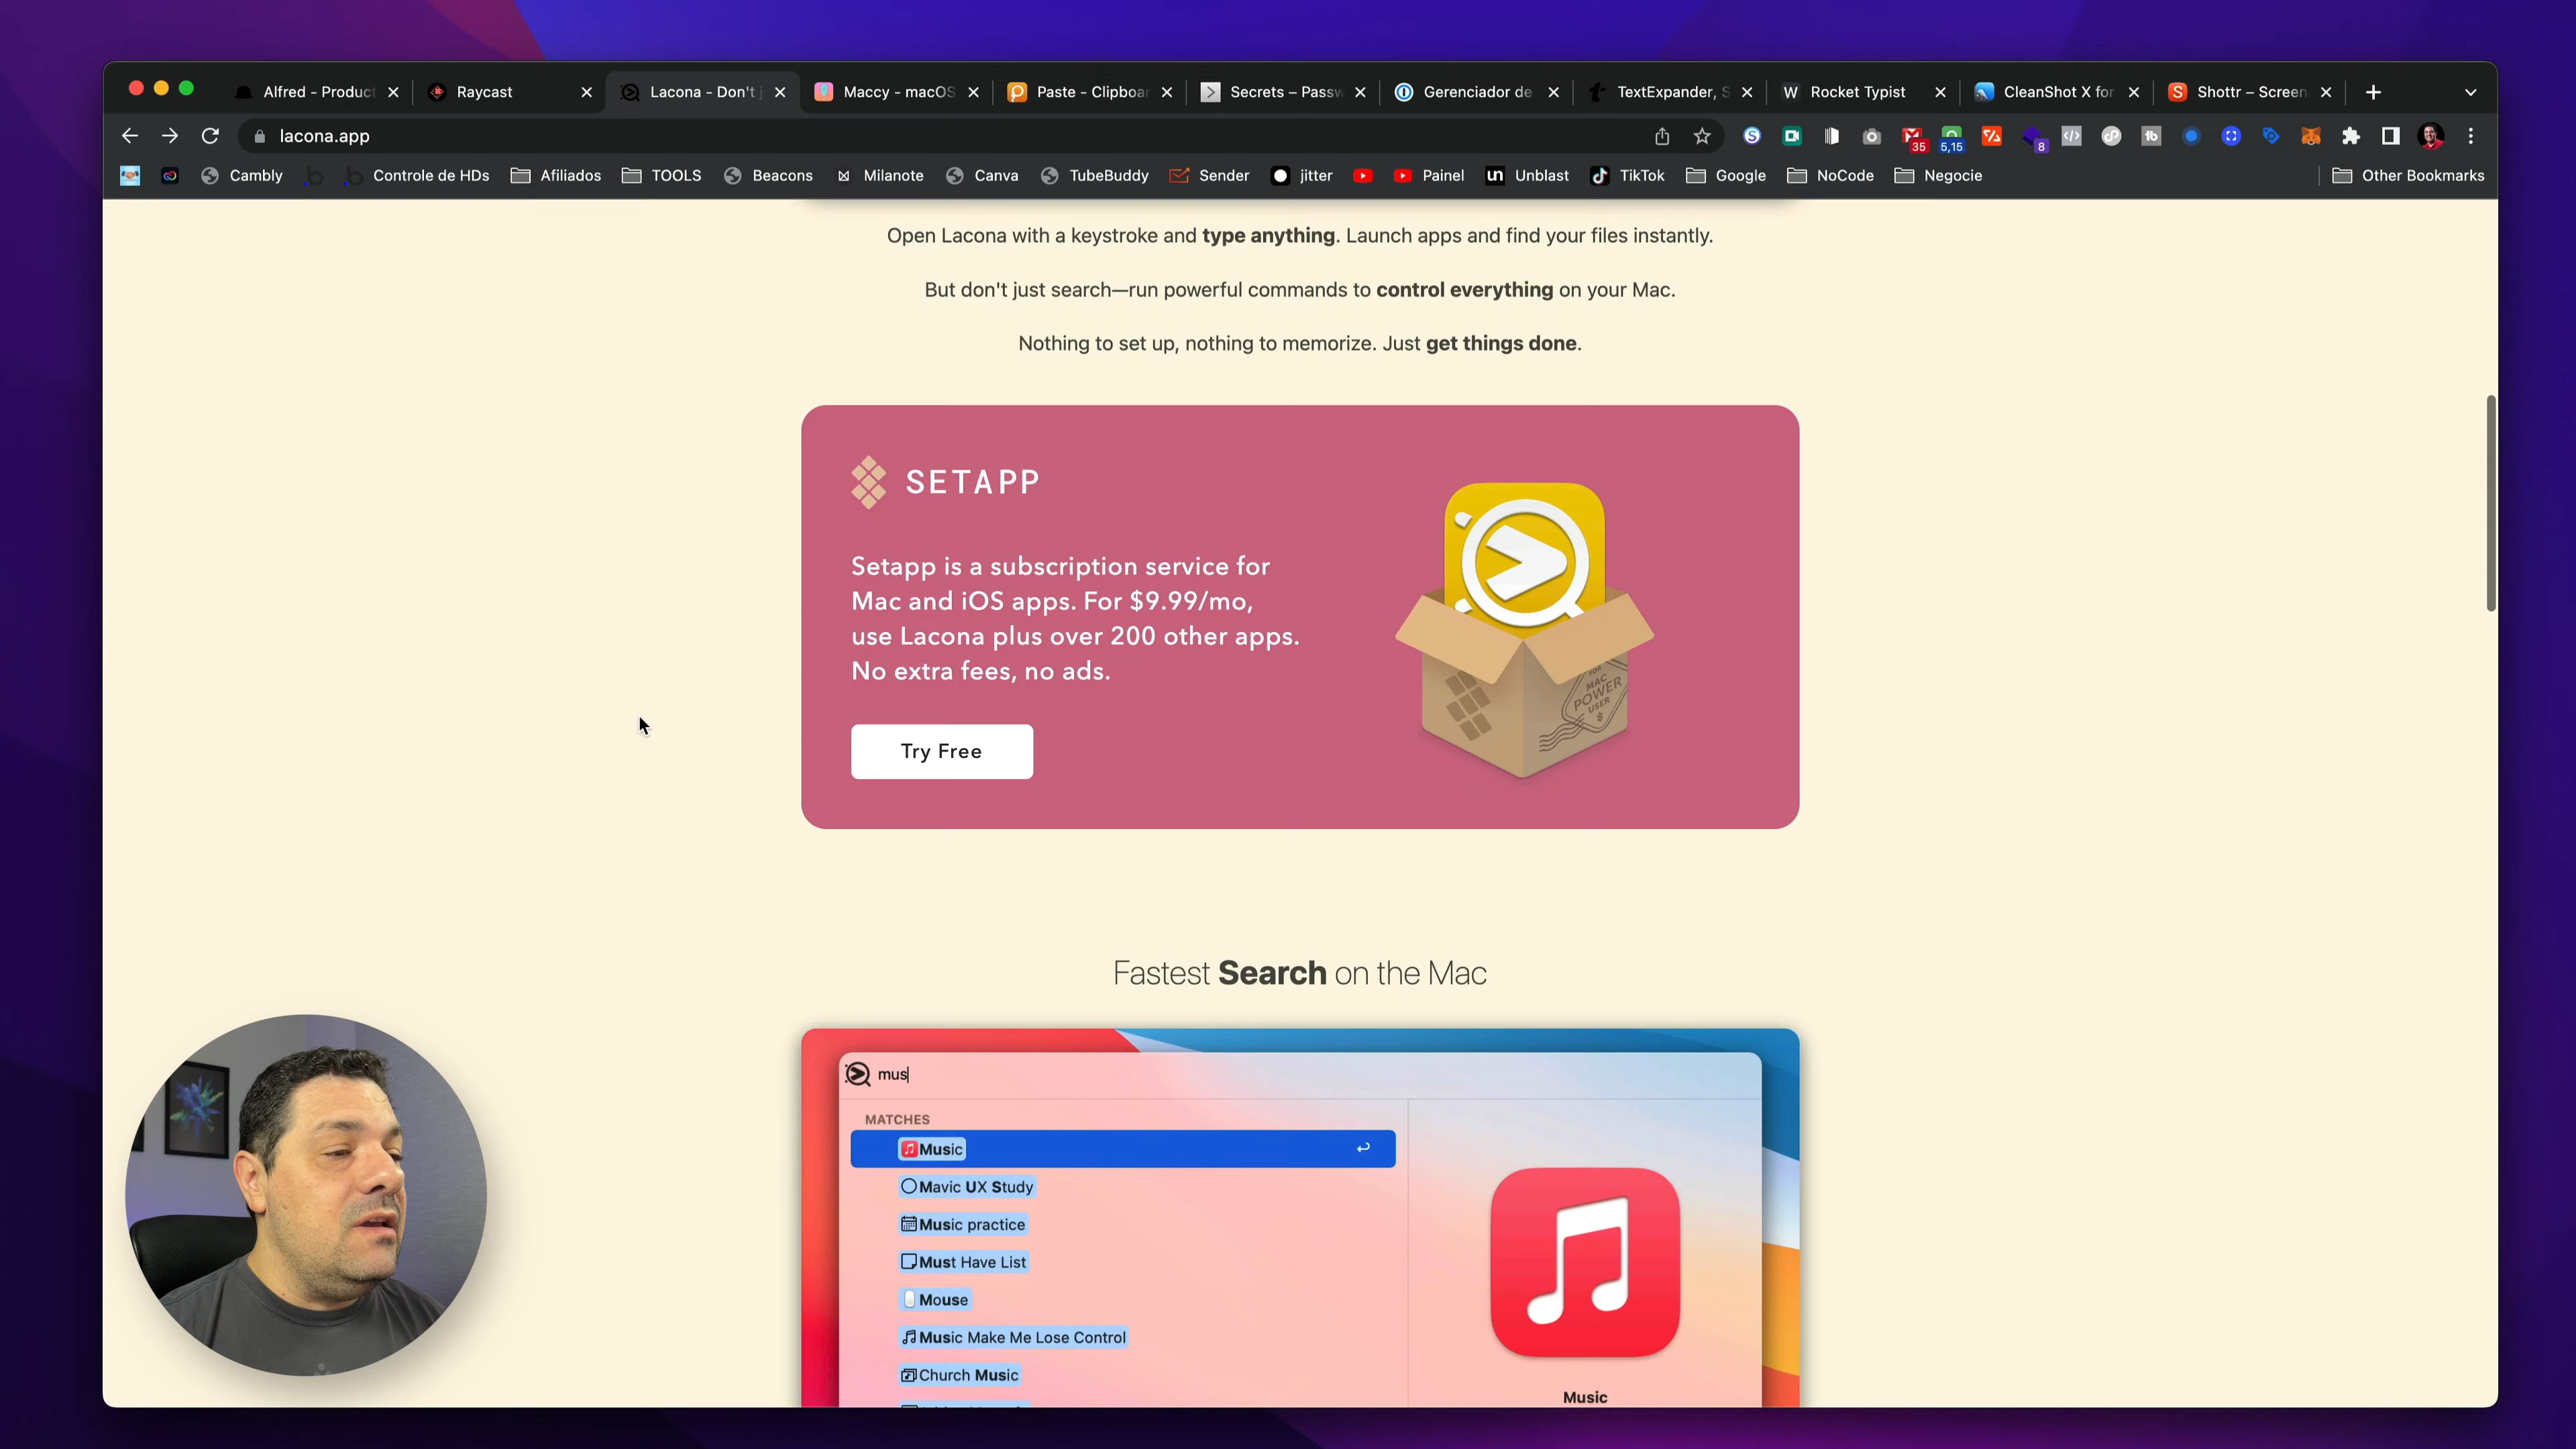 Alfred - Product
Raycast
Lacona - Don't j
Maccy - macOS
Paste - Clipboar
Secrets – Passw
Gerenciador de
TextExpander, S
W Rocket Typist
CleanShot X for
S Shottr – Screen
lacona.app
35
5,15
8
Cambly
Controle de HDs
Afiliados
TOOLS
Beacons
Milanote
Canva
TubeBuddy
Sender
jitter
Painel
un Unblast
TikTok
Google
NoCode
Negocie
Other Bookmarks
Open Lacona with a keystroke and type anything. Launch apps and find your files instantly.
But don't just search—run powerful commands to control everything on your Mac.
Nothing to set up, nothing to memorize. Just get things done.
SETAPP
Setapp is a subscription service for
Mac and iOS apps. For $9.99/mo,
use Lacona plus over 200 other apps.
No extra fees, no ads.
Try Free
FOR
MAC
POWER
USER
$
Fastest Search on the Mac
mus
MATCHES
Music
Mavic UX Study
Music practice
Must Have List
Mouse
Music Make Me Lose Control
Church Music
Music